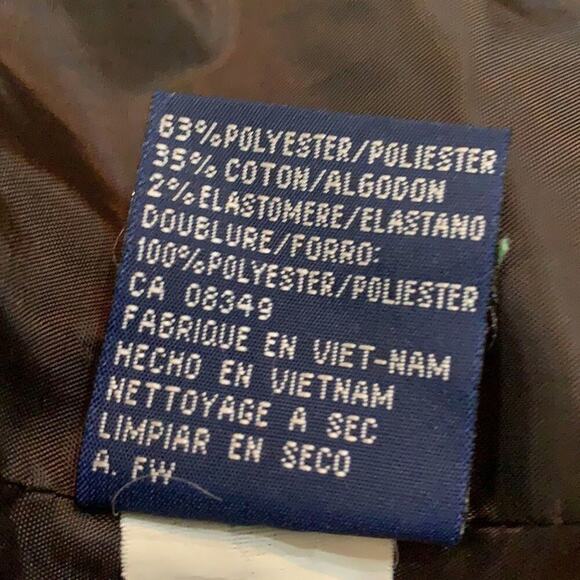 63% POLYESTER/POLIESTER
35% COTON/ALGODON
2% ELASTOMERE/ELASTANO
DOUBLURE/FORRO:
100% POLYESTER/POLIESTER
CA 08349
FABRIQUE EN VIET-NAM
HECHO EN VIETNAM
NETTOYAGE A SEC
LIMPIAR EN SECO
A. FW